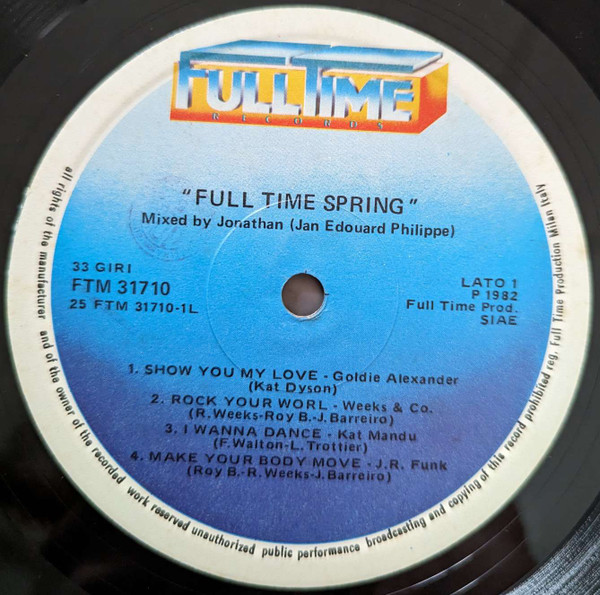 FULL TIME
RECORDS
"FULL TIME SPRING"
Mixed by Jonathan (Jan Edouard Philippe)
33 GIRI
FTM 31710
25 FTM 31710-1L
LATO 1
P 1982
Full Time Prod.
SIAE
1. SHOW YOU MY LOVE - Goldie Alexander
(Kat Dyson)
2. ROCK YOUR WORL - Weeks & Co.
(R. Weeks-Roy B.-J. Barreiro)
3. I WANNA DANCE - Kat Mandu
(F. Walton-L. Trottier)
4. MAKE YOUR BODY MOVE - J.R. Funk
(Roy B.-R. Weeks-J. Barreiro)
all rights of the manufacturer and of the owner of the recorded work reserved unauthorized public performance broadcasting and copying of this record prohibited reg. Full Time Production Milan Italy